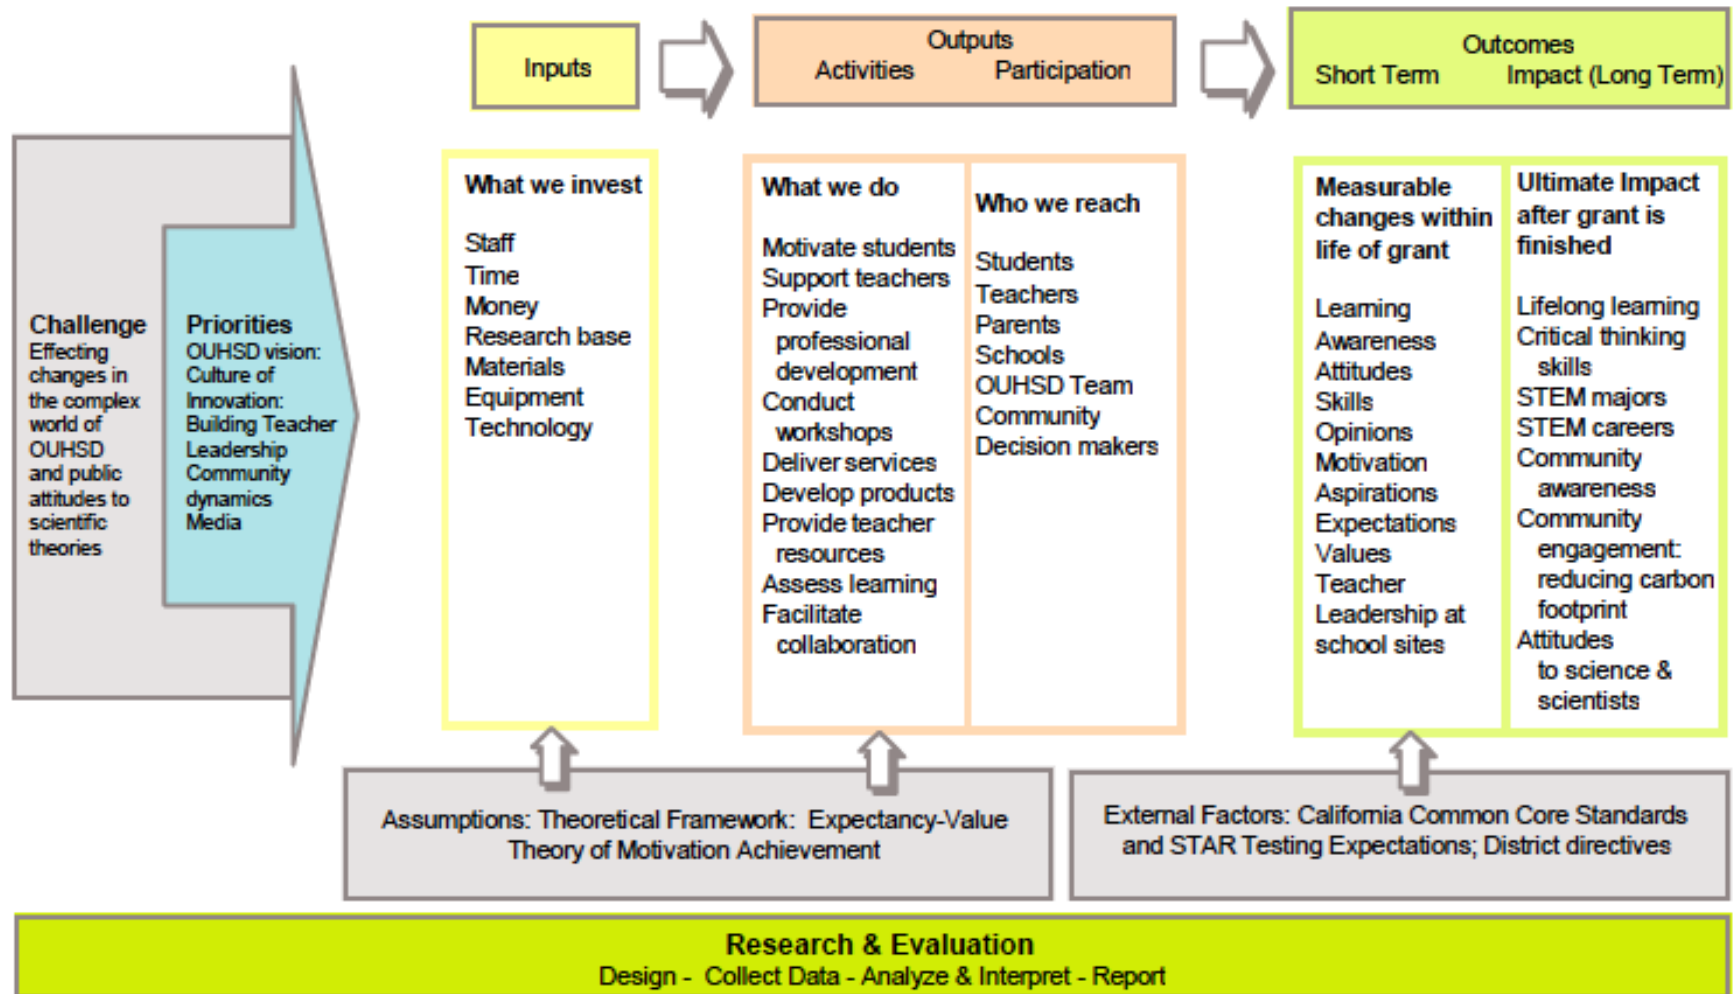 Inputs
Outputs
Activities Participation
Outcomes
Short Term Impact (Long Term)
Challenge
Effecting
changes in
the complex
world of
OUHSD
and public
attitudes to
scientific
theories
Priorities
OUHSD vision:
Culture of
Innovation:
Building Teacher
Leadership
Community
dynamics
Media
What we invest
Staff
Time
Money
Research base
Materials
Equipment
Technology
What we do
Motivate students
Support teachers
Provide
professional
development
Conduct
workshops
Deliver services
Develop products
Provide teacher
resources
Assess learning
Facilitate
collaboration
Who we reach
Students
Teachers
Parents
Schools
OUHSD Team
Community
Decision makers
Measurable
changes within
life of grant
Learning
Awareness
Attitudes
Skills
Opinions
Motivation
Aspirations
Expectations
Values
Teacher
Leadership at
school sites
Ultimate Impact
after grant is
finished
Lifelong learning
Critical thinking
skills
STEM majors
STEM careers
Community
awareness
Community
engagement:
reducing carbon
footprint
Attitudes
to science &
scientists
Assumptions: Theoretical Framework: Expectancy-Value
Theory of Motivation Achievement
External Factors: California Common Core Standards
and STAR Testing Expectations; District directives
Research & Evaluation
Design - Collect Data - Analyze & Interpret - Report